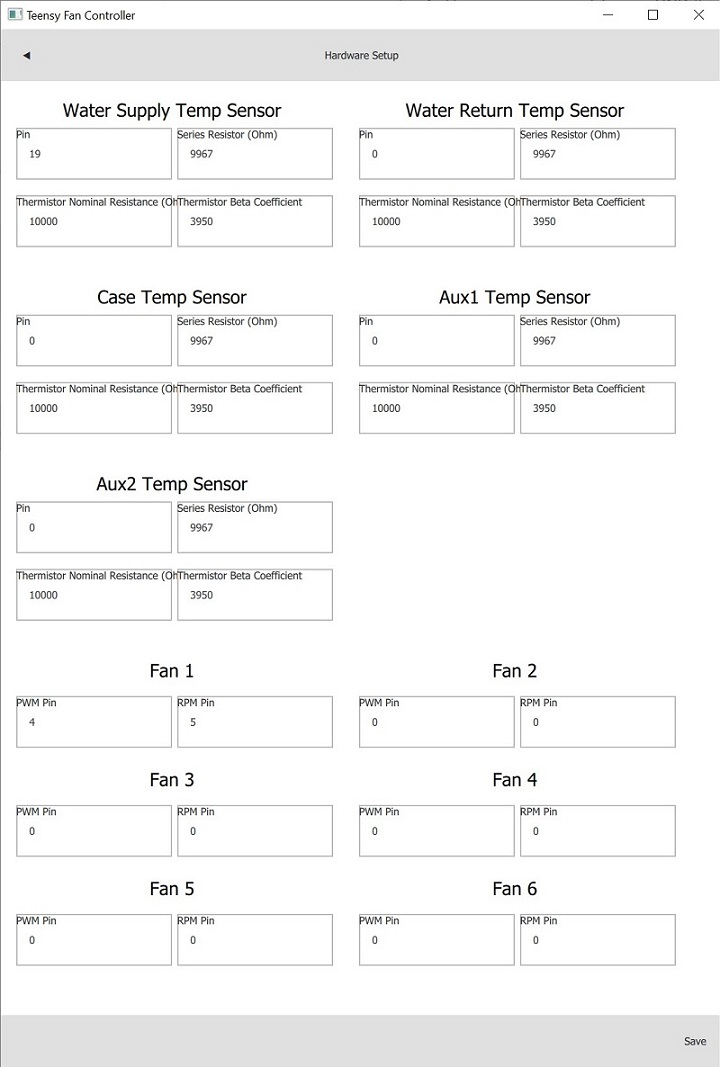 Teensy Fan Controller
Hardware Setup
Water Supply Temp Sensor
Water Return Temp Sensor
Pin Series Resistor (Ohm) Pin Series Resistor (Ohm)
19 9967 0 9967
Thermistor Nominal Resistance (Oh Thermistor Beta Coefficient Thermistor Nominal Resistance (Oh Thermistor Beta Coefficient
10000 3950 10000 3950
Case Temp Sensor Aux1 Temp Sensor
Pin Series Resistor (Ohm) Pin Series Resistor (Ohm)
0 9967 0 9967
Thermistor Nominal Resistance (Oh Thermistor Beta Coefficient Thermistor Nominal Resistance (Oh Thermistor Beta Coefficient
10000 3950 10000 3950
Aux2 Temp Sensor
Pin Series Resistor (Ohm)
0 9967
Thermistor Nominal Resistance (Oh Thermistor Beta Coefficient
10000 3950
Fan 1 Fan 2
PWM Pin RPM Pin PWM Pin RPM Pin
4 5 0 0
Fan 3 Fan 4
PWM Pin RPM Pin PWM Pin RPM Pin
0 0 0 0
Fan 5 Fan 6
PWM Pin RPM Pin PWM Pin RPM Pin
0 0 0 0
Save